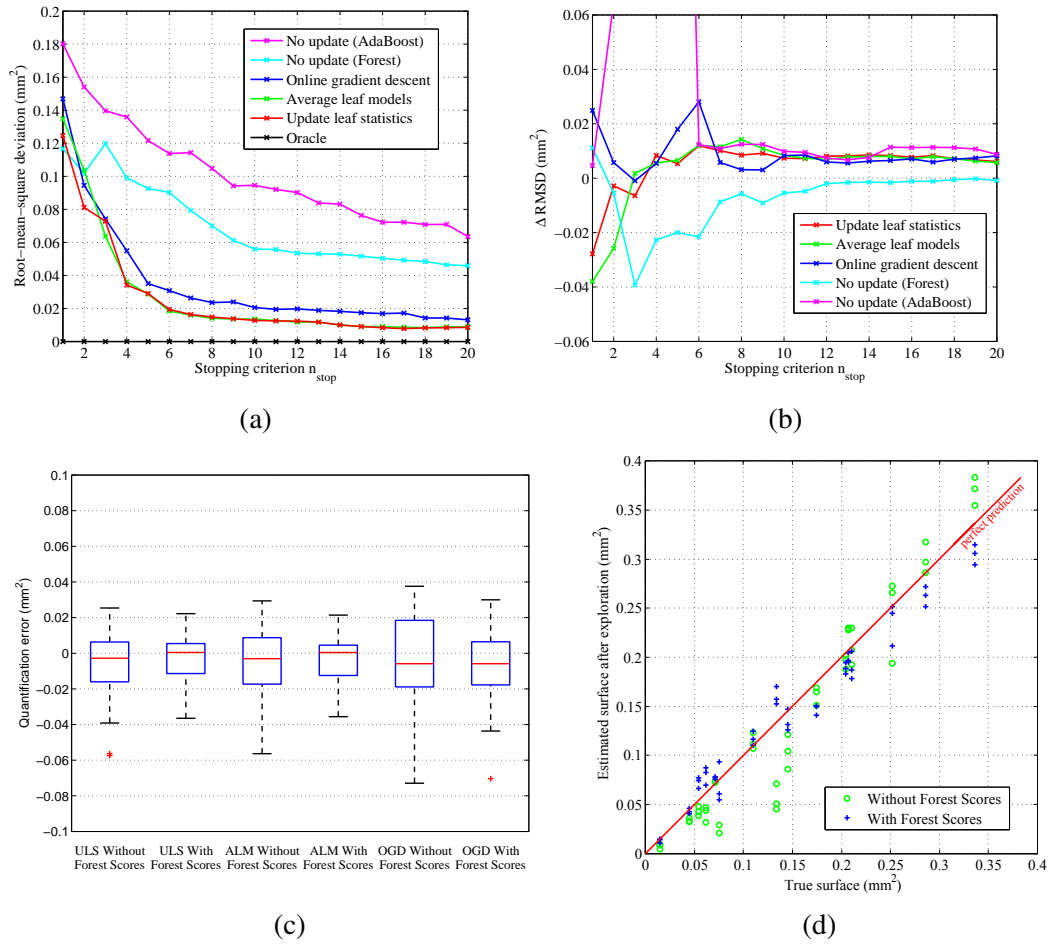 0.2
0.18
0.16
0.14
0.12
0.1
0.08
0.06
0.04
0.02
0
Root−mean−square deviation (mm2)
No update (AdaBoost)
No update (Forest)
Online gradient descent
Average leaf models
Update leaf statistics
Oracle
2 4 6 8 10 12 14 16 18 20
Stopping criterion nstop
(a)
0.06
0.04
0.02
0
−0.02
−0.04
−0.06
Δ RMSD (mm2)
Update leaf statistics
Average leaf models
Online gradient descent
No update (Forest)
No update (AdaBoost)
2 4 6 8 10 12 14 16 18 20
Stopping criterion nstop
(b)
0.1
0.08
0.06
0.04
0.02
0
−0.02
−0.04
−0.06
−0.08
−0.1
Quantification error (mm2)
ULS Without ULS With ALM Without ALM With OGD Without OGD With
Forest Scores Forest Scores Forest Scores Forest Scores Forest Scores Forest Scores
(c)
0.4
0.35
0.3
0.25
0.2
0.15
0.1
0.05
0
Estimated surface after exploration (mm2)
perfect prediction
Without Forest Scores
With Forest Scores
0 0.05 0.1 0.15 0.2 0.25 0.3 0.35 0.4
True surface (mm2)
(d)